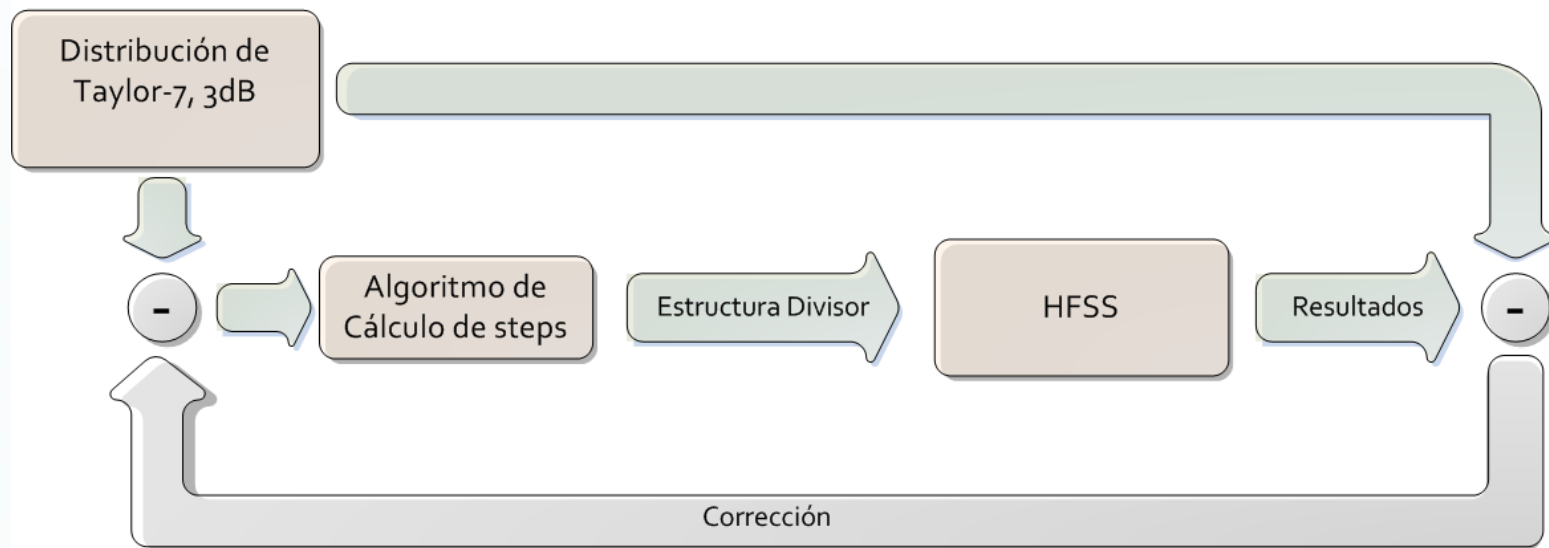 Distribución de
Taylor-7, 3dB
-
Algoritmo de
Cálculo de steps
Estructura Divisor
HFSS
Resultados
-
Corrección